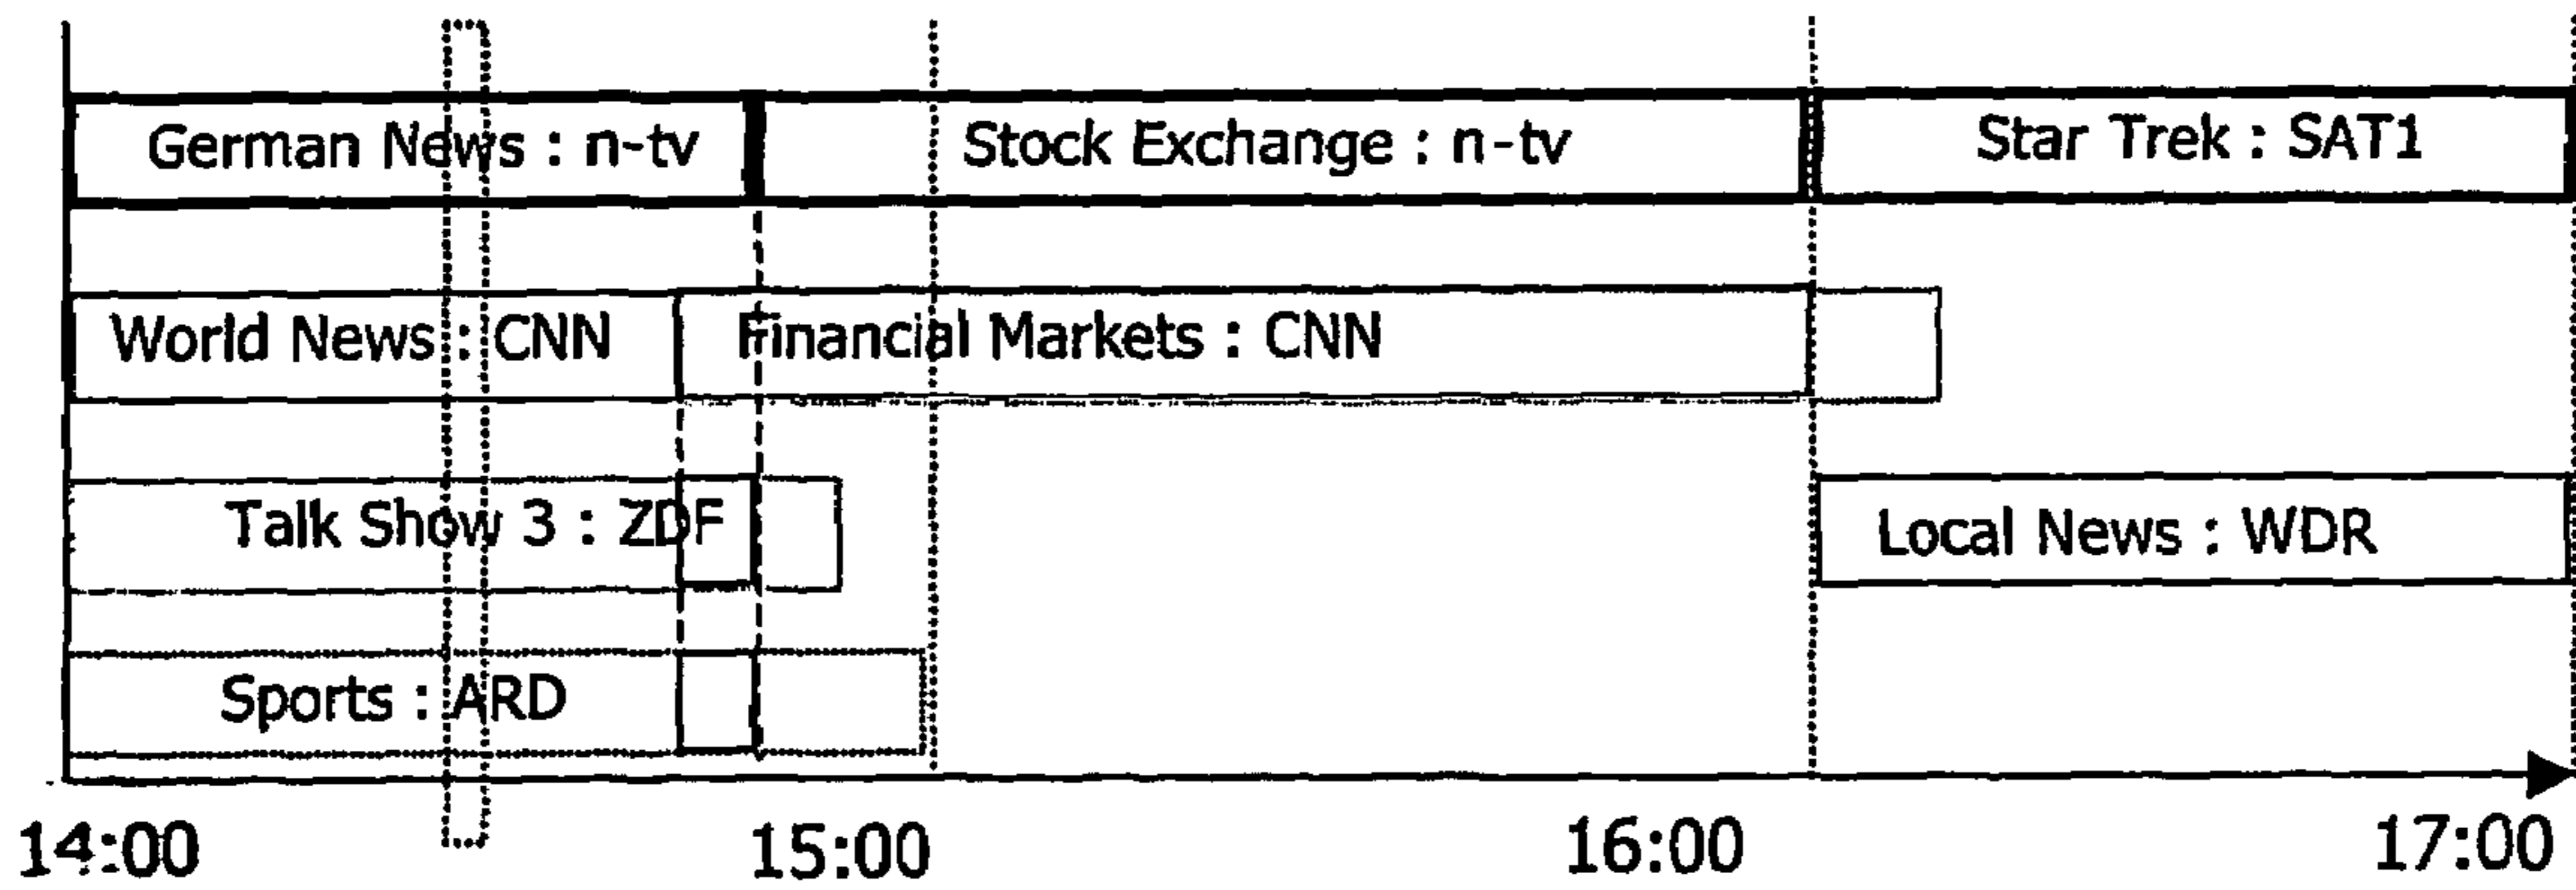 German News : n-tv Stock Exchange : n-tv Star Trek : SAT1
World News : CNN Financial Markets : CNN
Talk Show 3 : ZDF Local News : WDR
Sports : ARD
14:00 15:00 16:00 17:00